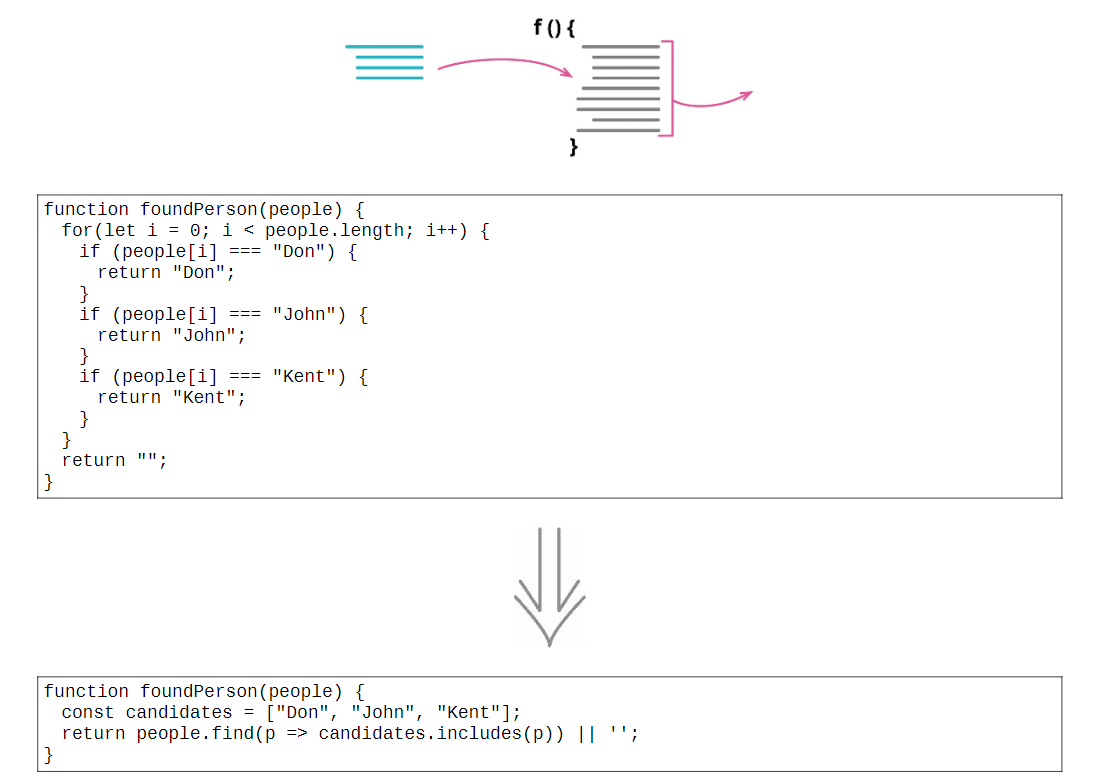 f () {
}
function foundPerson(people) {
  for(let i = 0; i < people.length; i++) {
    if (people[i] === "Don") {
      return "Don";
    }
    if (people[i] === "John") {
      return "John";
    }
    if (people[i] === "Kent") {
      return "Kent";
    }
  }
  return "";
}
function foundPerson(people) {
  const candidates = ["Don", "John", "Kent"];
  return people.find(p => candidates.includes(p)) || '';
}